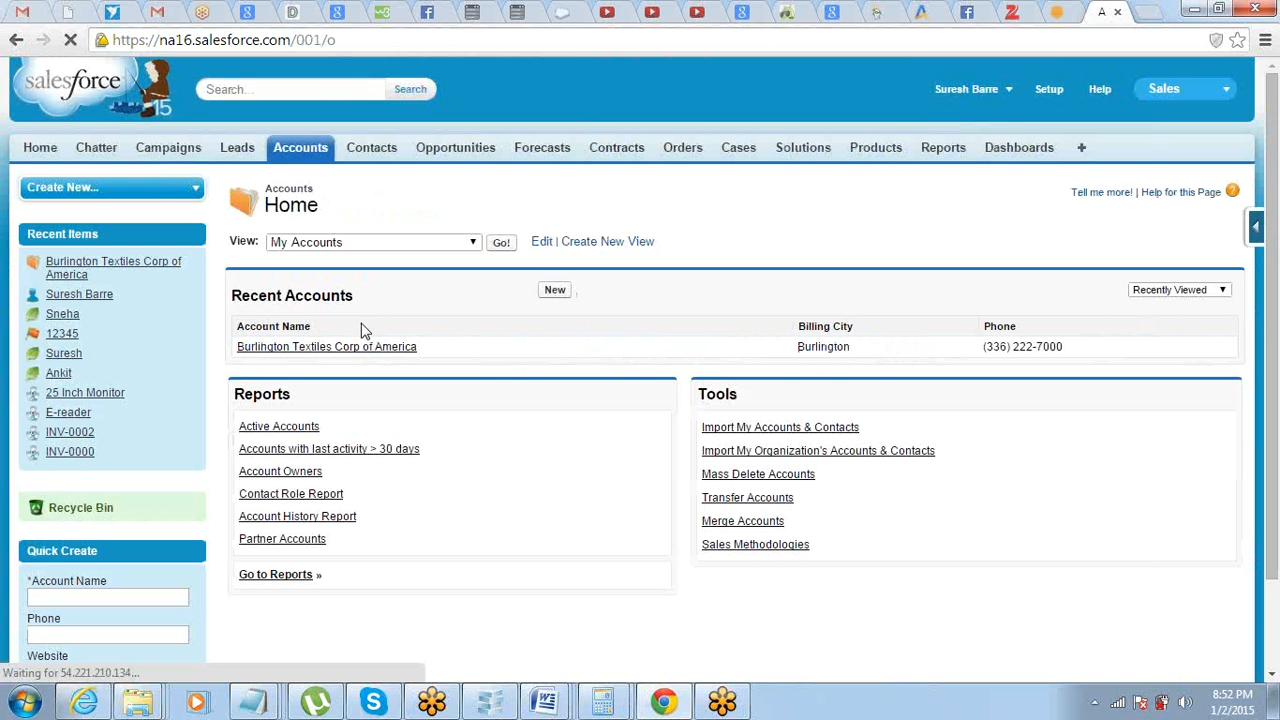 https://na16.salesforce.com/001/o
salesforce
15
Search...
Search
Suresh Barre
Setup
Help
Sales
Home
Chatter
Campaigns
Leads
Accounts
Contacts
Opportunities
Forecasts
Contracts
Orders
Cases
Solutions
Products
Reports
Dashboards
+
Create New...
Recent Items
Burlington Textiles Corp of
America
Suresh Barre
Sneha
12345
Suresh
Ankit
25 Inch Monitor
E-reader
INV-0002
INV-0000
Recycle Bin
Quick Create
*Account Name
Phone
Website
Accounts
Home
Tell me more! | Help for this Page
View:
My Accounts
Go!
Edit | Create New View
Recent Accounts
New
Recently Viewed
Account Name
Billing City
Phone
Burlington Textiles Corp of America
Burlington
(336) 222-7000
Reports
Active Accounts
Accounts with last activity > 30 days
Account Owners
Contact Role Report
Account History Report
Partner Accounts
Go to Reports »
Tools
Import My Accounts & Contacts
Import My Organization's Accounts & Contacts
Mass Delete Accounts
Transfer Accounts
Merge Accounts
Sales Methodologies
Waiting for 54.221.210.134...
8:52 PM
1/2/2015